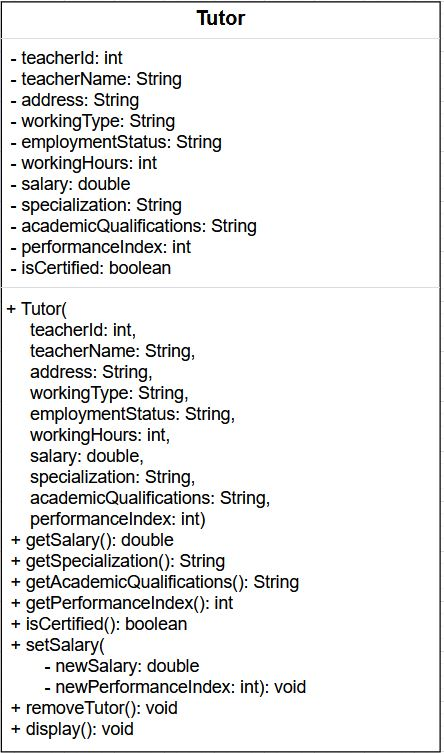 Tutor
- teacherId: int
- teacherName: String
- address: String
- workingType: String
- employmentStatus: String
- workingHours: int
- salary: double
- specialization: String
- academicQualifications: String
- performanceIndex: int
- isCertified: boolean
+ Tutor(
teacherId: int,
teacherName: String,
address: String,
workingType: String,
employmentStatus: String,
workingHours: int,
salary: double,
specialization: String,
academicQualifications: String,
performanceIndex: int)
+ getSalary(): double
+ getSpecialization(): String
+ getAcademicQualifications(): String
+ getPerformanceIndex(): int
+ isCertified(): boolean
+ setSalary(
- newSalary: double
- newPerformanceIndex: int): void
+ removeTutor(): void
+ display(): void